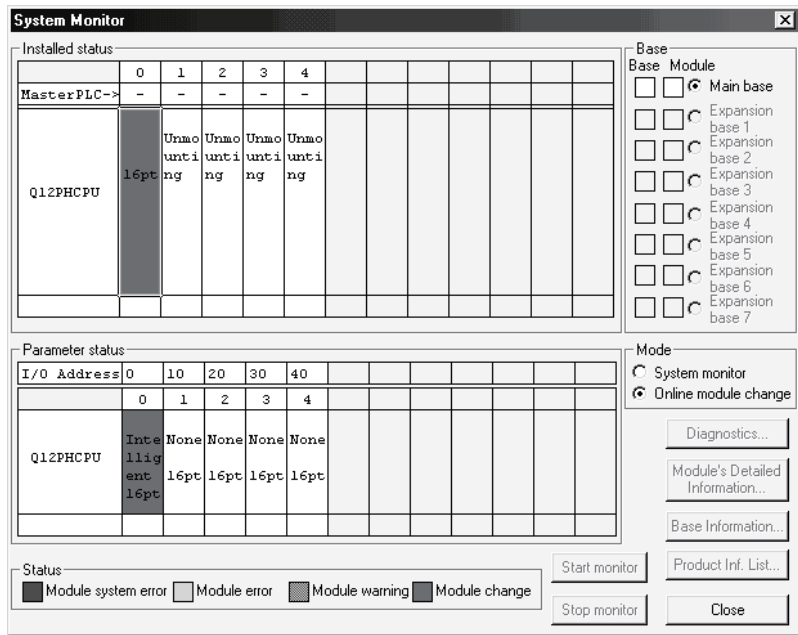 System Monitor
Installed status
0 1 2 3 4
MasterPLC-> - - - - -
Q12PHCPU
16pt
Unmo
unti
ng
Unmo
unti
ng
Unmo
unti
ng
Unmo
unti
ng
Base
Base Module
Main base
Expansion
base 1
Expansion
base 2
Expansion
base 3
Expansion
base 4
Expansion
base 5
Expansion
base 6
Expansion
base 7
Parameter status
I/O Address 0 10 20 30 40
0 1 2 3 4
Q12PHCPU
Inte
llig
ent
16pt
None
16pt
None
16pt
None
16pt
None
16pt
Mode
System monitor
Online module change
Diagnostics...
Module's Detailed
Information...
Base Information...
Product Inf. List...
Close
Status
Module system error Module error Module warning Module change
Start monitor
Stop monitor